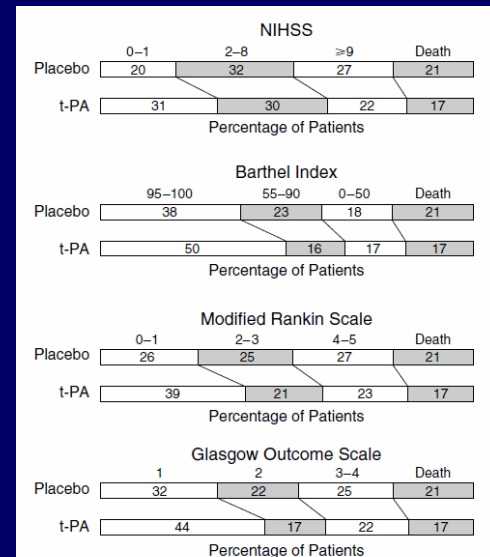 NIHSS
0–1 2–8 ⩾9 Death
Placebo 20 32 27 21
t-PA 31 30 22 17
Percentage of Patients
Barthel Index
95–100 55–90 0–50 Death
Placebo 38 23 18 21
t-PA 50 16 17 17
Percentage of Patients
Modified Rankin Scale
0–1 2–3 4–5 Death
Placebo 26 25 27 21
t-PA 39 21 23 17
Percentage of Patients
Glasgow Outcome Scale
1 2 3–4 Death
Placebo 32 22 25 21
t-PA 44 17 22 17
Percentage of Patients